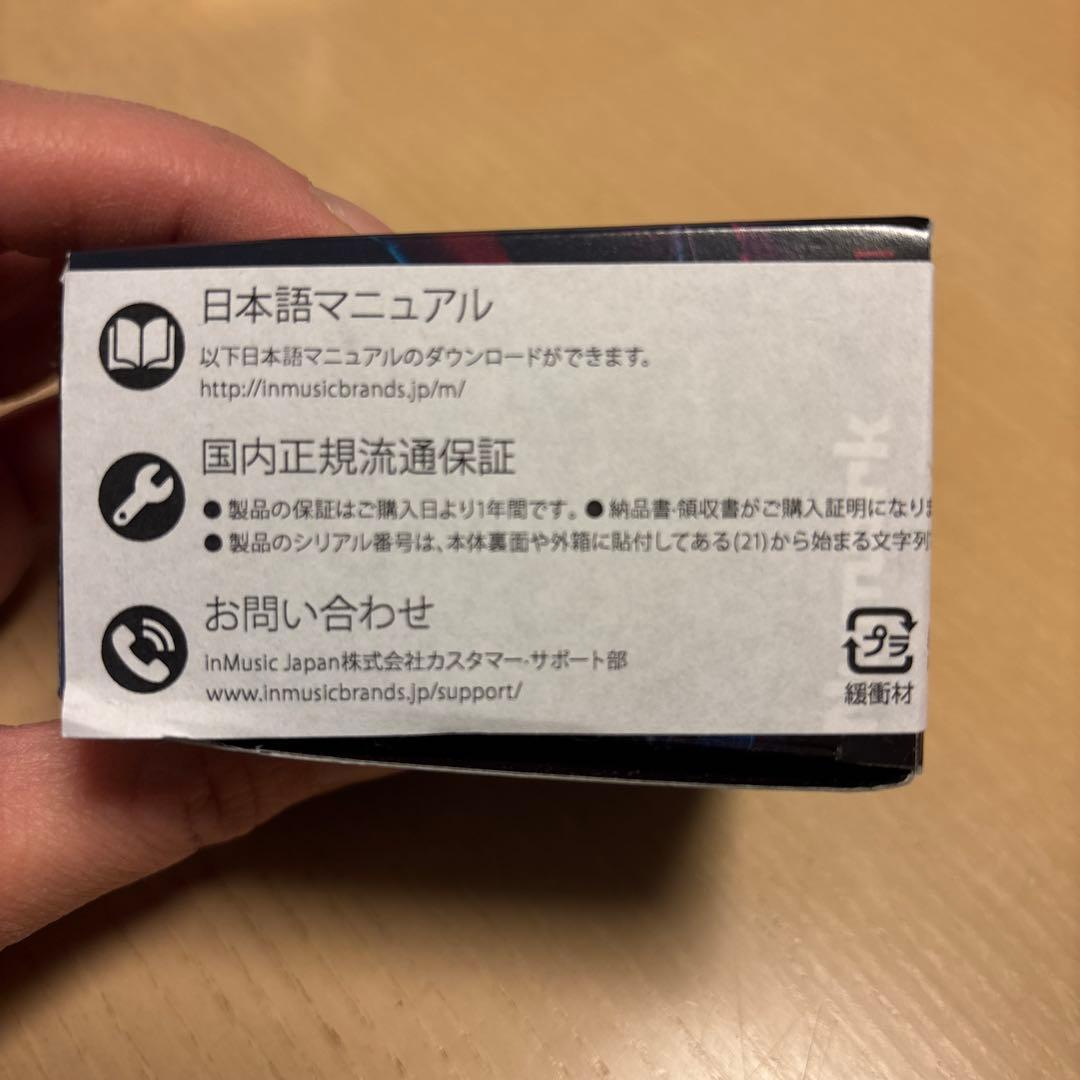 日本語マニュアル
以下日本語マニュアルのダウンロードができます。
http://inmusicbrands.jp/m/
国内正規流通保証
●製品の保証はご購入日より1年間です。●納品書・領収書がご購入証明になりま
●製品のシリアル番号は、本体裏面や外箱に貼付してある(21)から始まる文字列
お問い合わせ
inMusic Japan株式会社カスタマー・サポート部
www.inmusicbrands.jp/support/
プラ
緩衝材